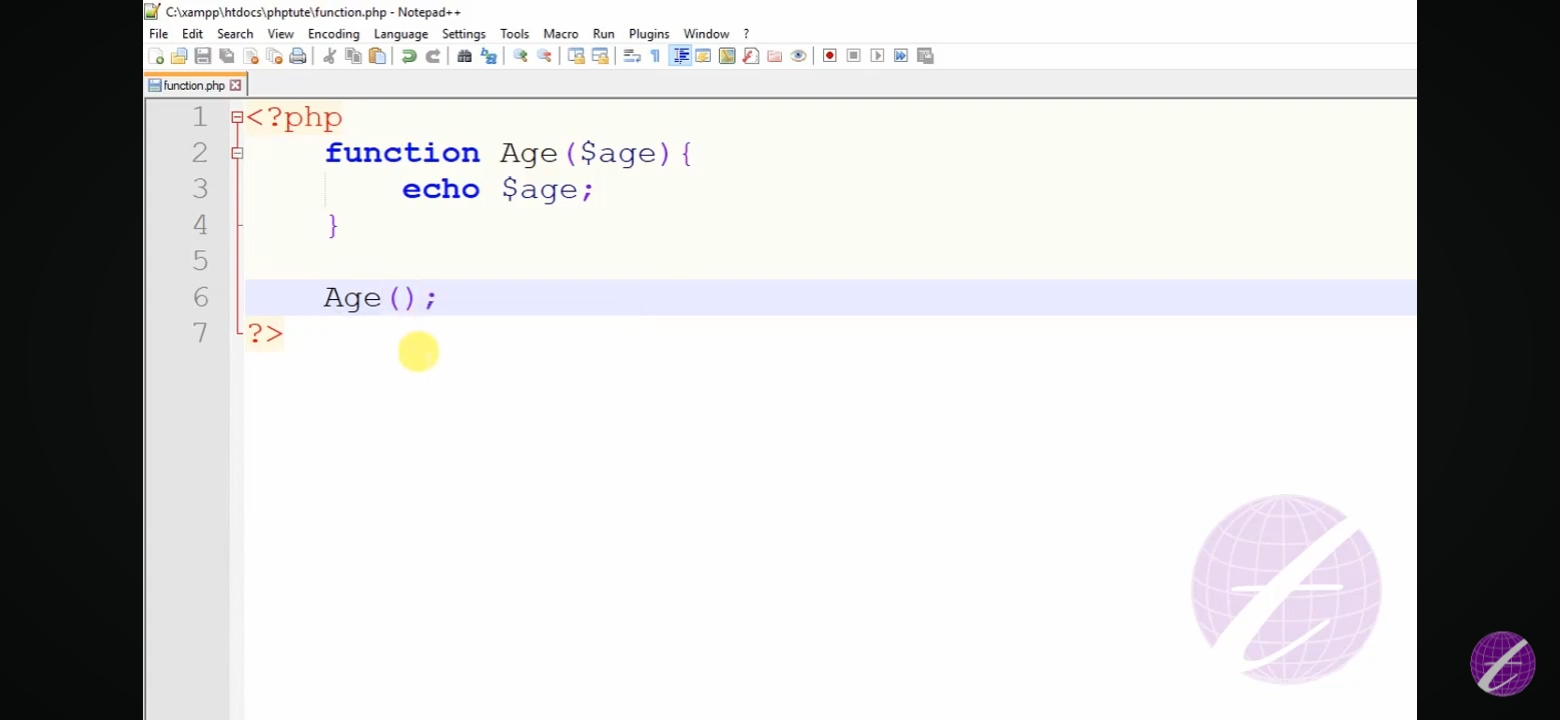 C:\xampp\htdocs\phptute\function.php - Notepad++
File Edit Search View Encoding Language Settings Tools Macro Run Plugins Window ?
function.php
1 <?php
2 function Age($age){
3 echo $age;
4 }
5
6 Age();
7 ?>
t
t